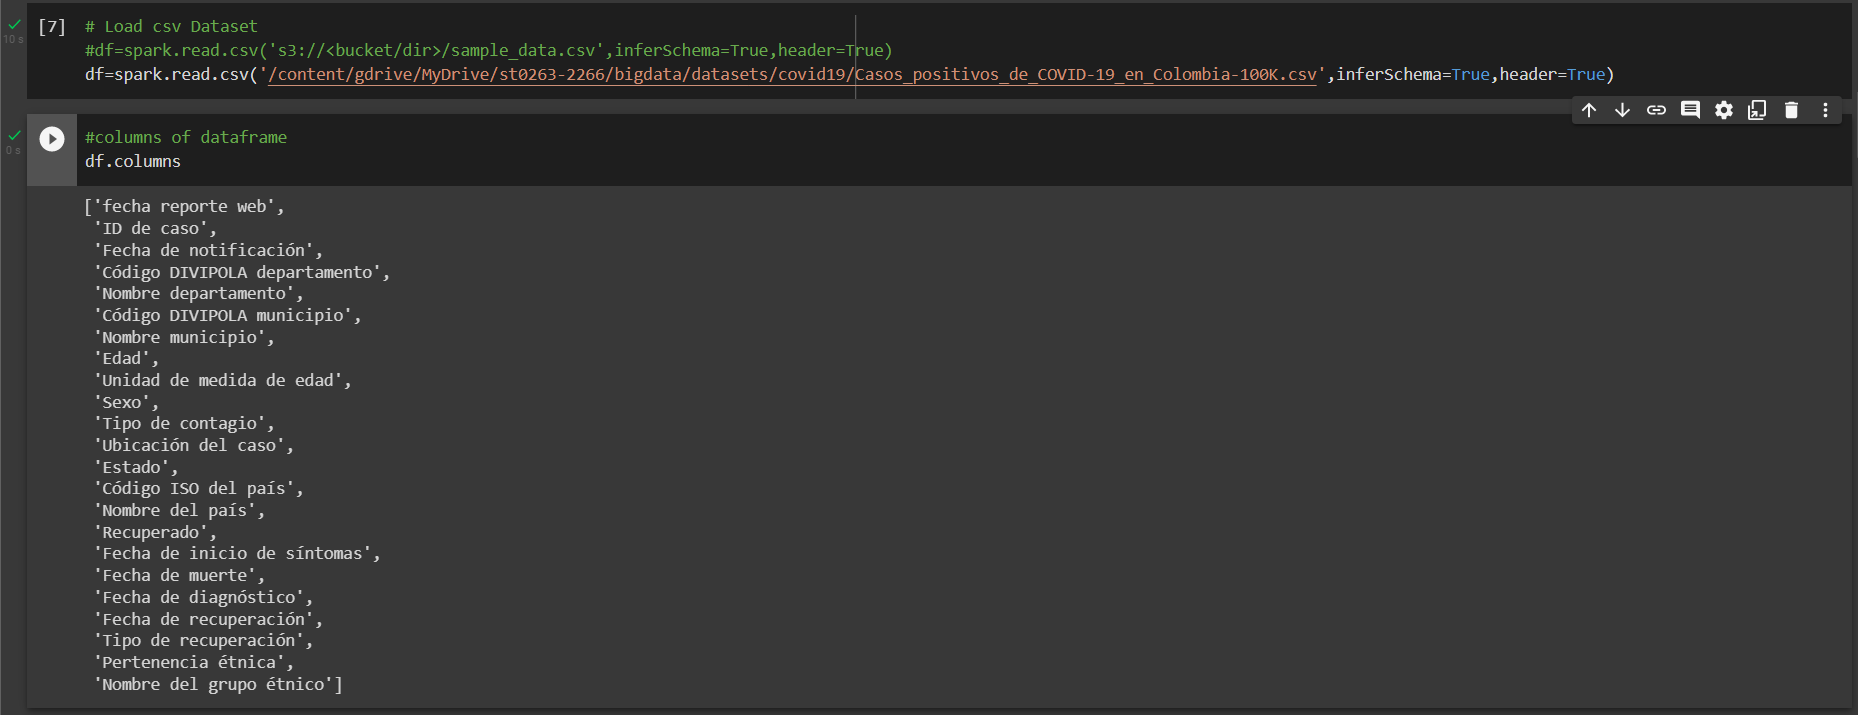 [7] # Load csv Dataset
10 s
#df=spark.read.csv('s3://<bucket/dir>/sample_data.csv',inferSchema=True,header=True)
df=spark.read.csv('/content/gdrive/MyDrive/st0263-2266/bigdata/datasets/covid19/Casos_positivos_de_COVID-19_en_Colombia-100K.csv',inferSchema=True,header=True)
#columns of dataframe
0 s
df.columns
['fecha reporte web',
'ID de caso',
'Fecha de notificación',
'Código DIVIPOLA departamento',
'Nombre departamento',
'Código DIVIPOLA municipio',
'Nombre municipio',
'Edad',
'Unidad de medida de edad',
'Sexo',
'Tipo de contagio',
'Ubicación del caso',
'Estado',
'Código ISO del país',
'Nombre del país',
'Recuperado',
'Fecha de inicio de síntomas',
'Fecha de muerte',
'Fecha de diagnóstico',
'Fecha de recuperación',
'Tipo de recuperación',
'Pertenencia étnica',
'Nombre del grupo étnico']